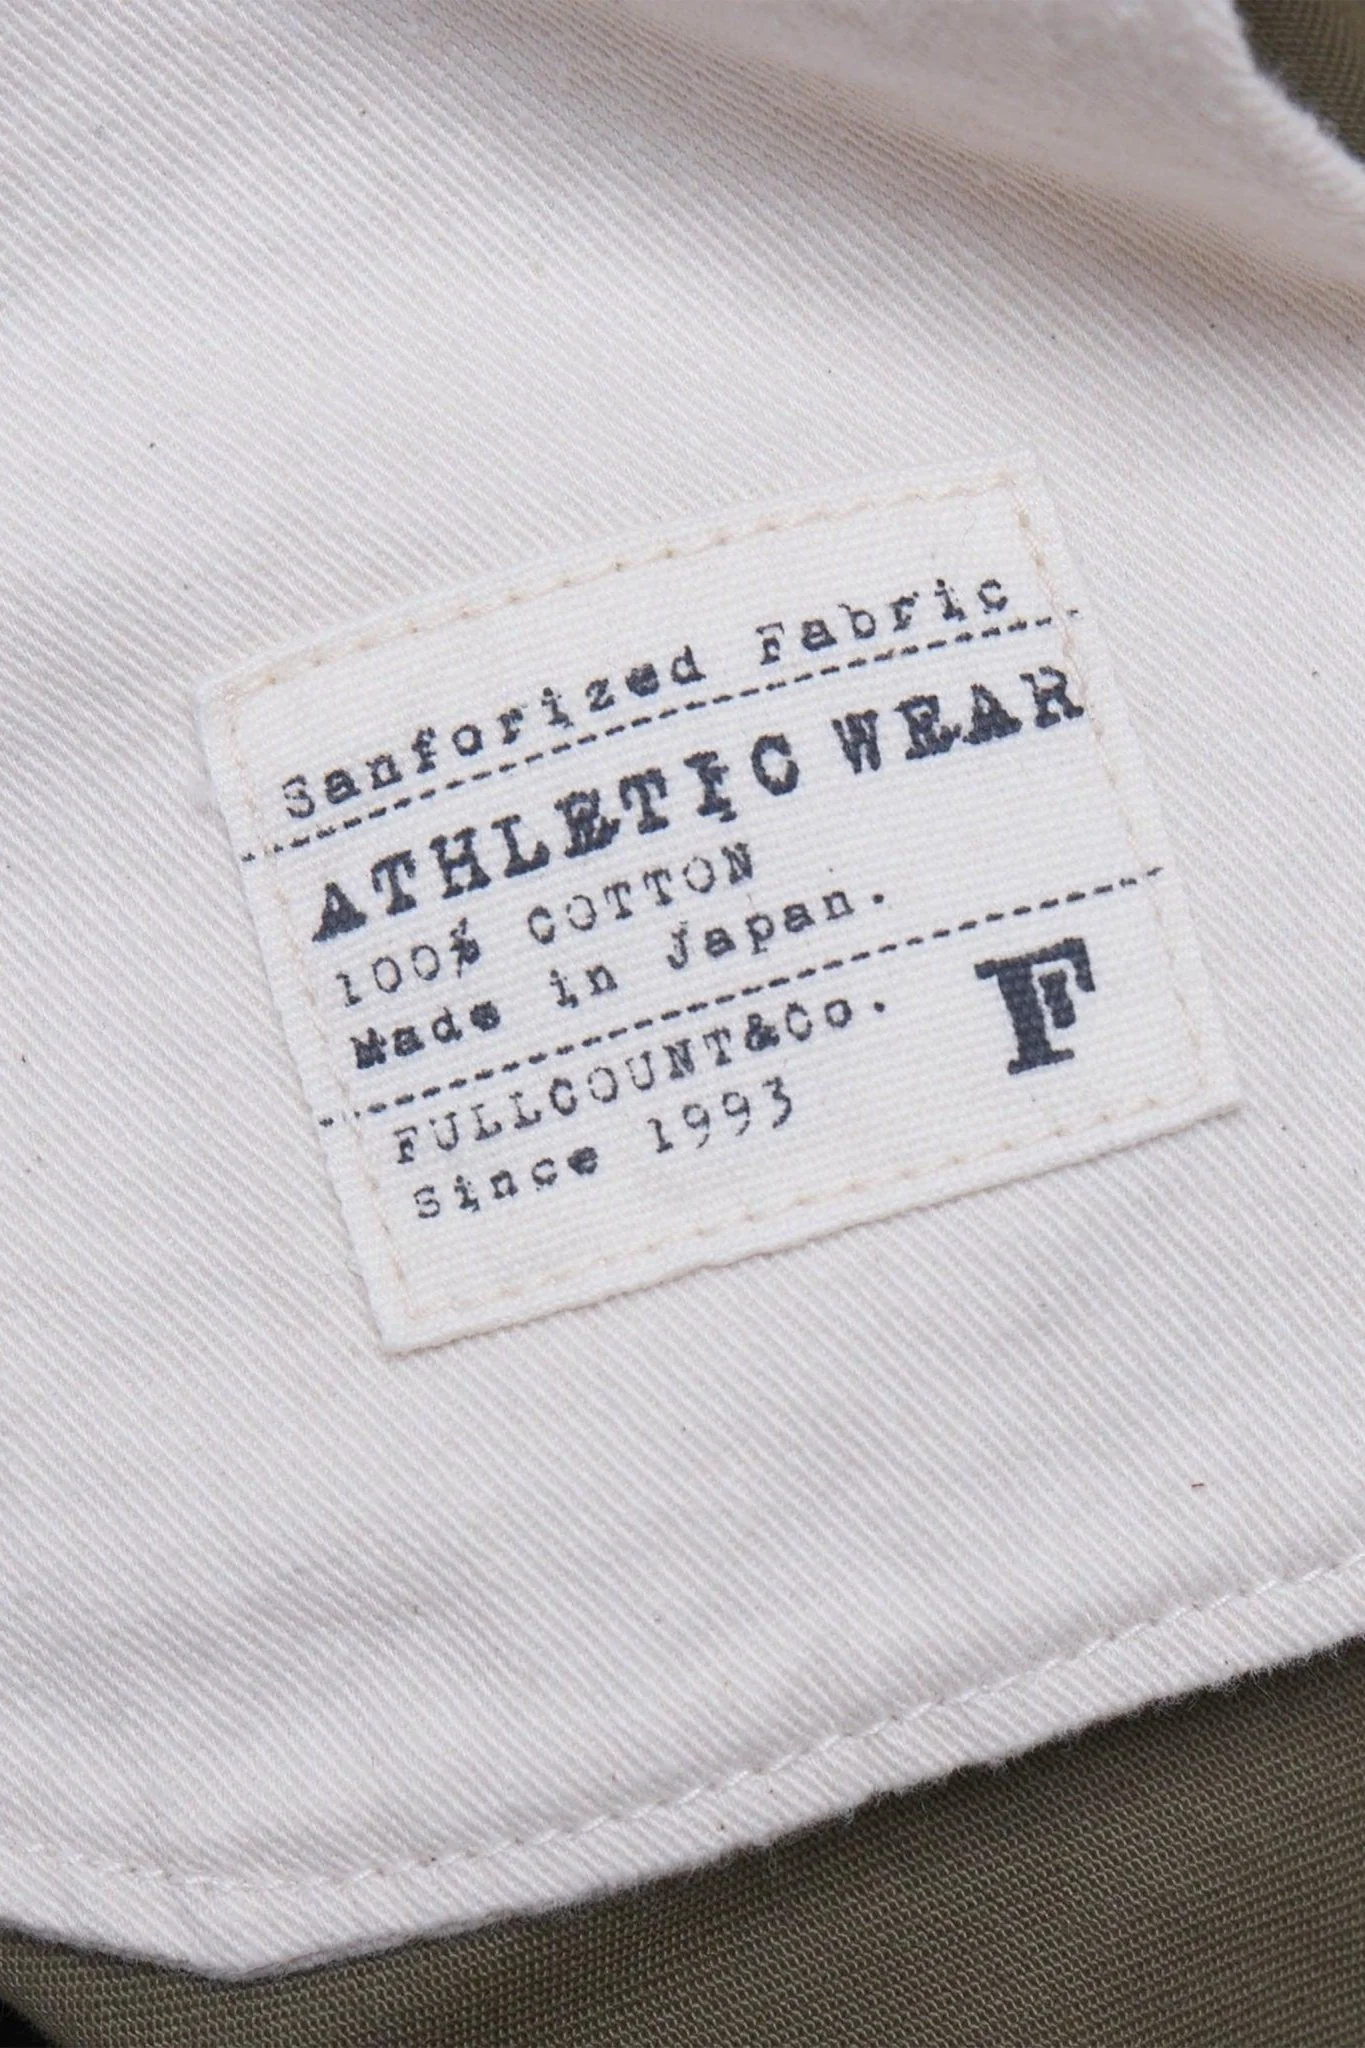 Sanforized Fabric
ATHLETIC WEAR
100% COTTON
Made in Japan.
FULLCOUNT&Co.
Since 1993
F